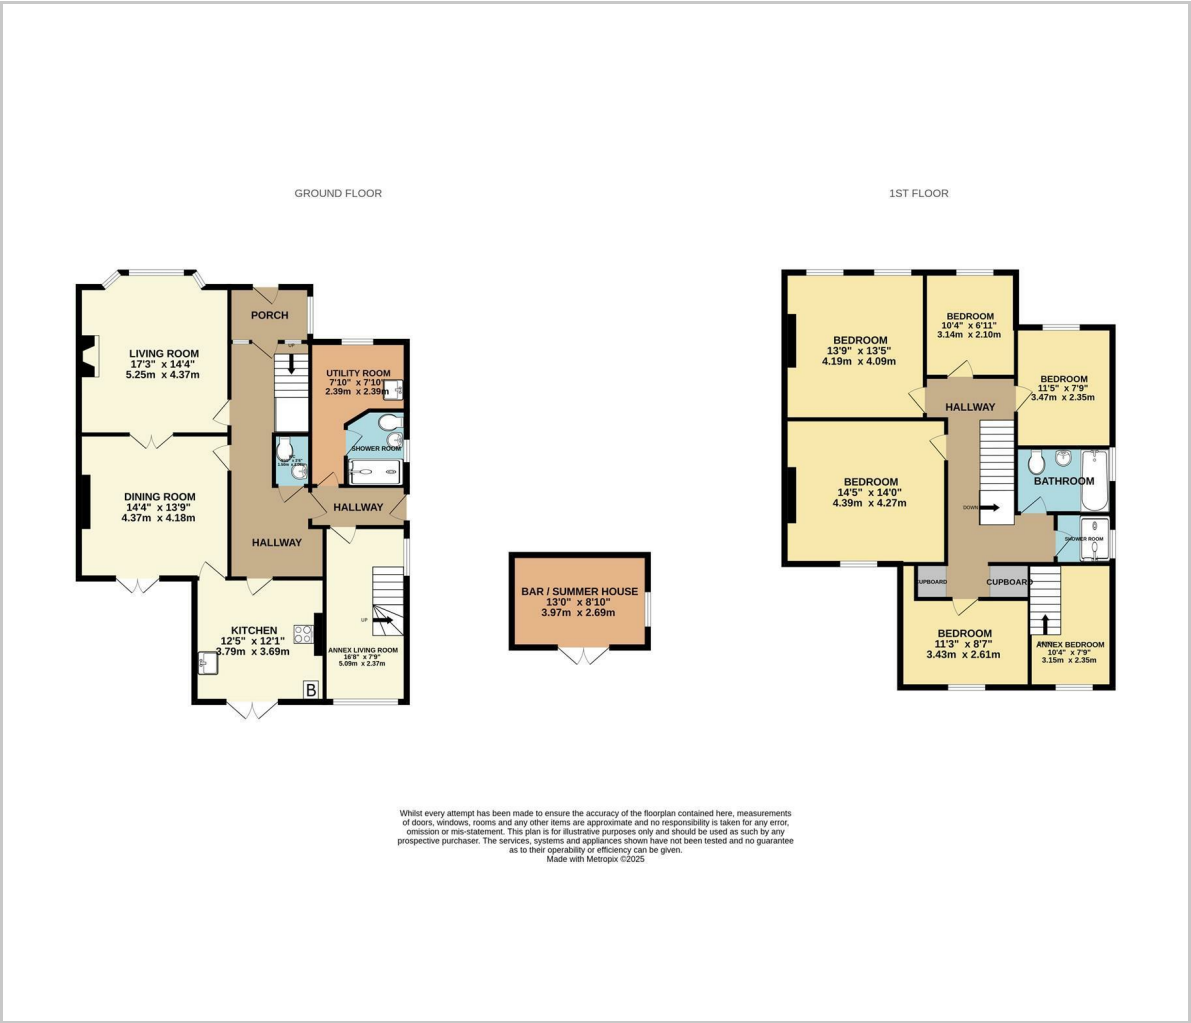 GROUND FLOOR
1ST FLOOR
PORCH
UP
LIVING ROOM
17'3" x 14'4"
5.25m x 4.37m
UTILITY ROOM
7'10" x 7'10"
2.39m x 2.39m
SHOWER ROOM
WC
DINING ROOM
14'4" x 13'9"
4.37m x 4.18m
HALLWAY
HALLWAY
KITCHEN
12'5" x 12'1"
3.79m x 3.69m
B
UP
ANNEX LIVING ROOM
16'8" x 7'9"
5.09m x 2.37m
BAR / SUMMER HOUSE
13'0" x 8'10"
3.97m x 2.69m
BEDROOM
13'9" x 13'5"
4.19m x 4.09m
BEDROOM
10'4" x 6'11"
3.14m x 2.10m
BEDROOM
11'5" x 7'9"
3.47m x 2.35m
HALLWAY
BEDROOM
14'5" x 14'0"
4.39m x 4.27m
BATHROOM
DOWN
SHOWER ROOM
CUPBOARD
CUPBOARD
BEDROOM
11'3" x 8'7"
3.43m x 2.61m
ANNEX BEDROOM
10'4" x 7'9"
3.15m x 2.35m
Whilst every attempt has been made to ensure the accuracy of the floorplan contained here, measurements
of doors, windows, rooms and any other items are approximate and no responsibility is taken for any error,
omission or mis-statement. This plan is for illustrative purposes only and should be used as such by any
prospective purchaser. The services, systems and appliances shown have not been tested and no guarantee
as to their operability or efficiency can be given.
Made with Metropix ©2025